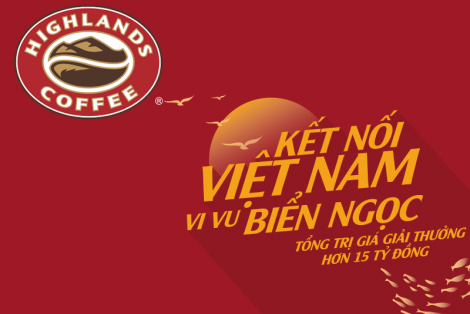 HIGHLANDS
COFFEE
®
KẾT NỐI
VIỆT NAM
VI VU BIỂN NGỌC
TỔNG TRỊ GIÁ GIẢI THƯỞNG
HƠN 15 TỶ ĐỒNG